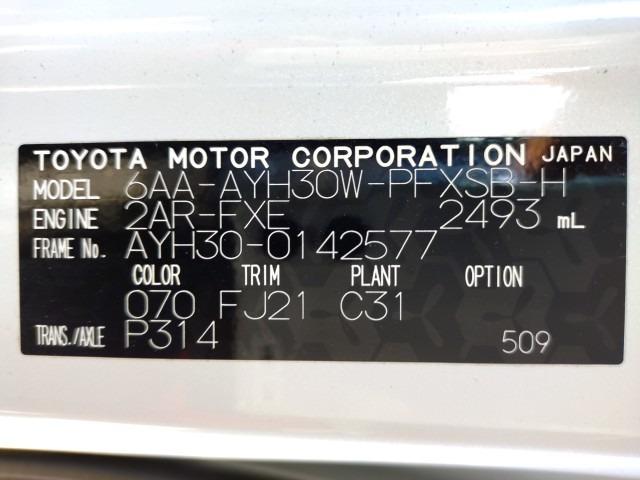 TOYOTA MOTOR CORPORATION JAPAN
MODEL 6AA-AYH30W-PFXSB-H
ENGINE 2AR-FXE 2493 mL
FRAME No. AYH30-0142577
COLOR TRIM PLANT OPTION
070 FJ21 C31
TRANS./AXLE P314 509